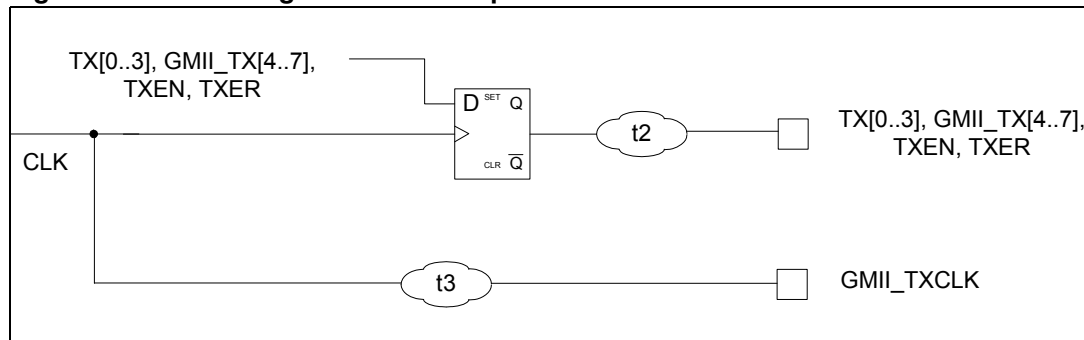 TX[0..3], GMII_TX[4..7],
TXEN, TXER
D SET Q
CLR Q
CLK
t2
TX[0..3], GMII_TX[4..7],
TXEN, TXER
t3
GMII_TXCLK